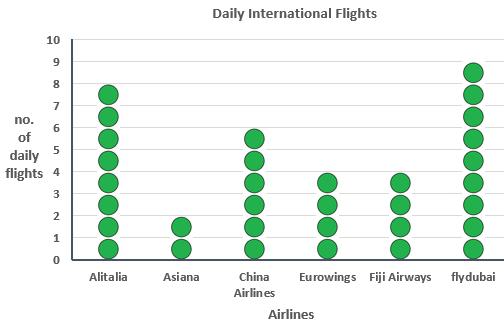 Daily International Flights
10
9
8
7
6
5
4
3
2
1
0
no.
of
daily
flights
Alitalia
Asiana
China
Airlines
Eurowings
Fiji Airways
flydubai
Airlines